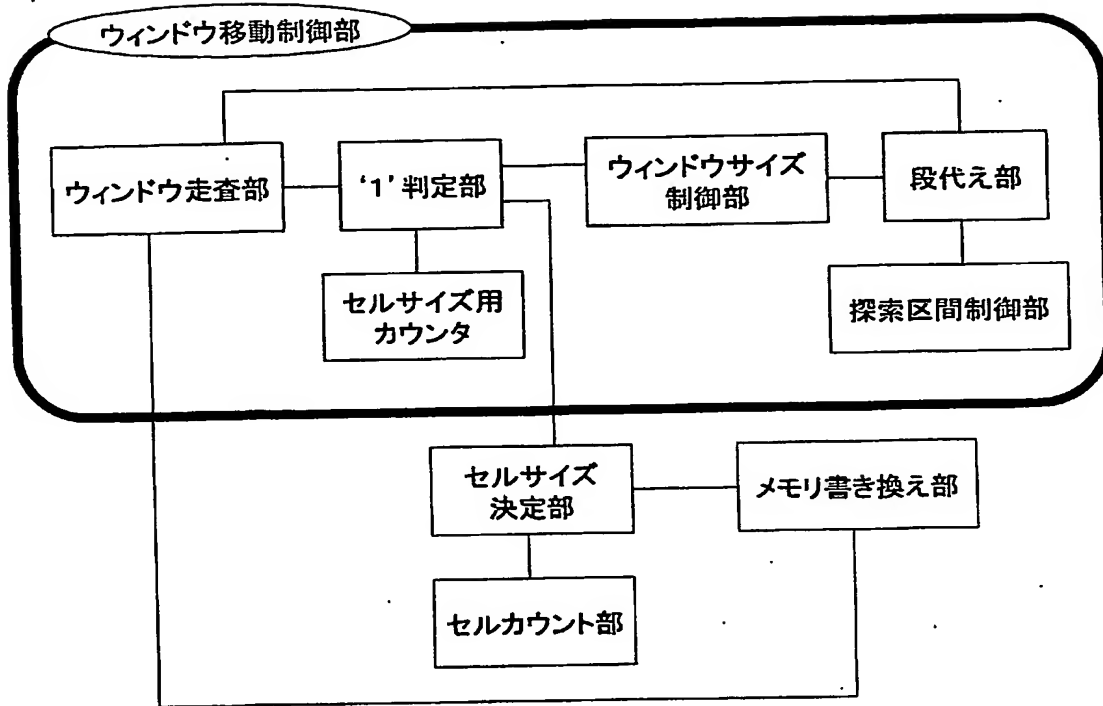 ウィンドウ移動制御部
ウィンドウ走査部
‘1’判定部
ウィンドウサイズ
制御部
段代え部
セルサイズ用
カウンタ
探索区間制御部
セルサイズ
決定部
メモリ書き換え部
セルカウント部